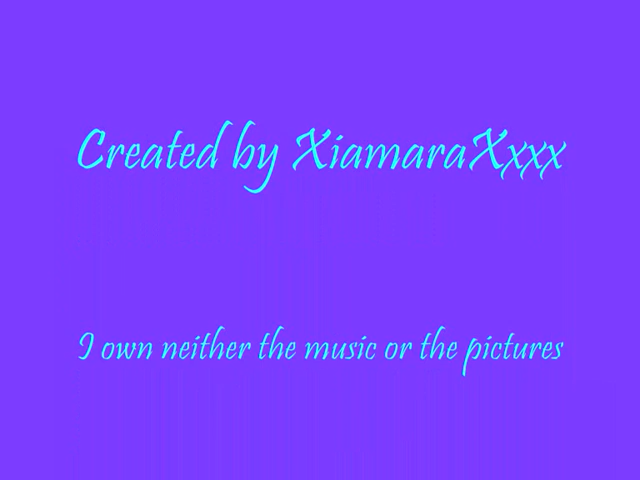 Created by XiamaraXxxx
I own neither the music or the pictures